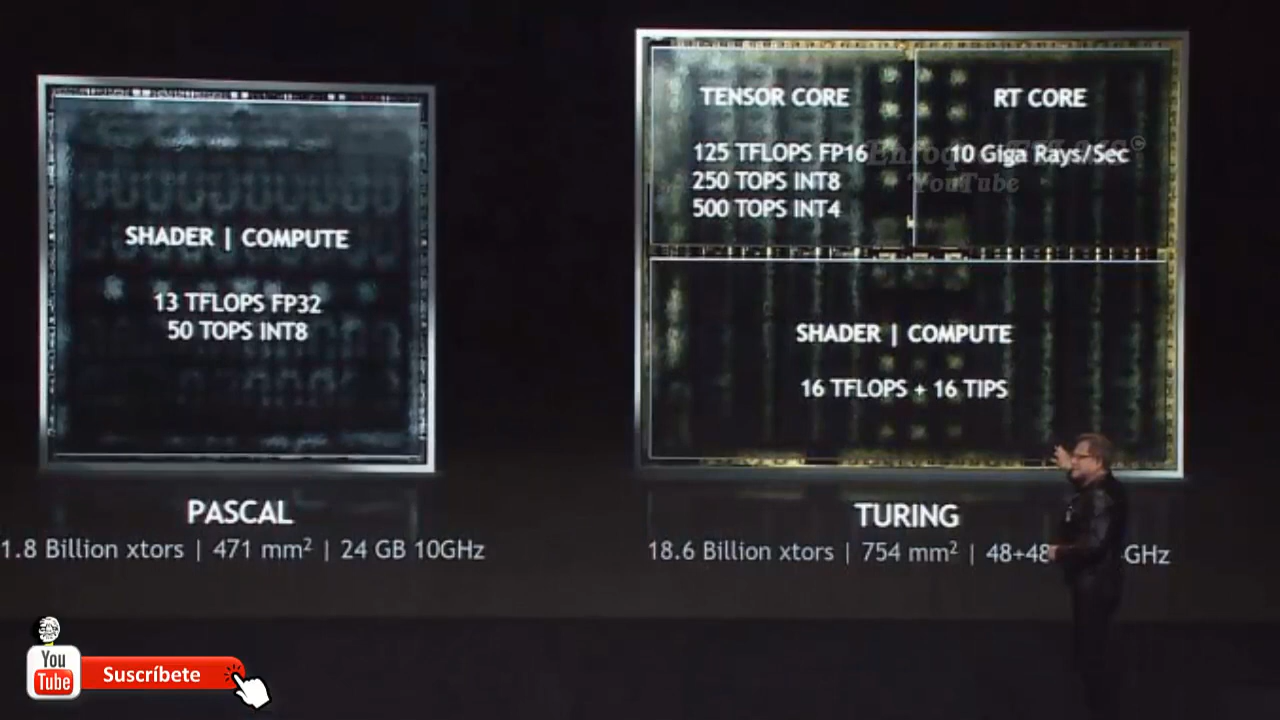 SHADER | COMPUTE
13 TFLOPS FP32
50 TOPS INT8
PASCAL
1.8 Billion xtors | 471 mm² | 24 GB 10GHz
TENSOR CORE
125 TFLOPS FP16
250 TOPS INT8
500 TOPS INT4
RT CORE
10 Giga Rays/Sec
YouTube
SHADER | COMPUTE
16 TFLOPS + 16 TIPS
TURING
18.6 Billion xtors | 754 mm² | 48+48 GHz
You
Tube
Suscríbete